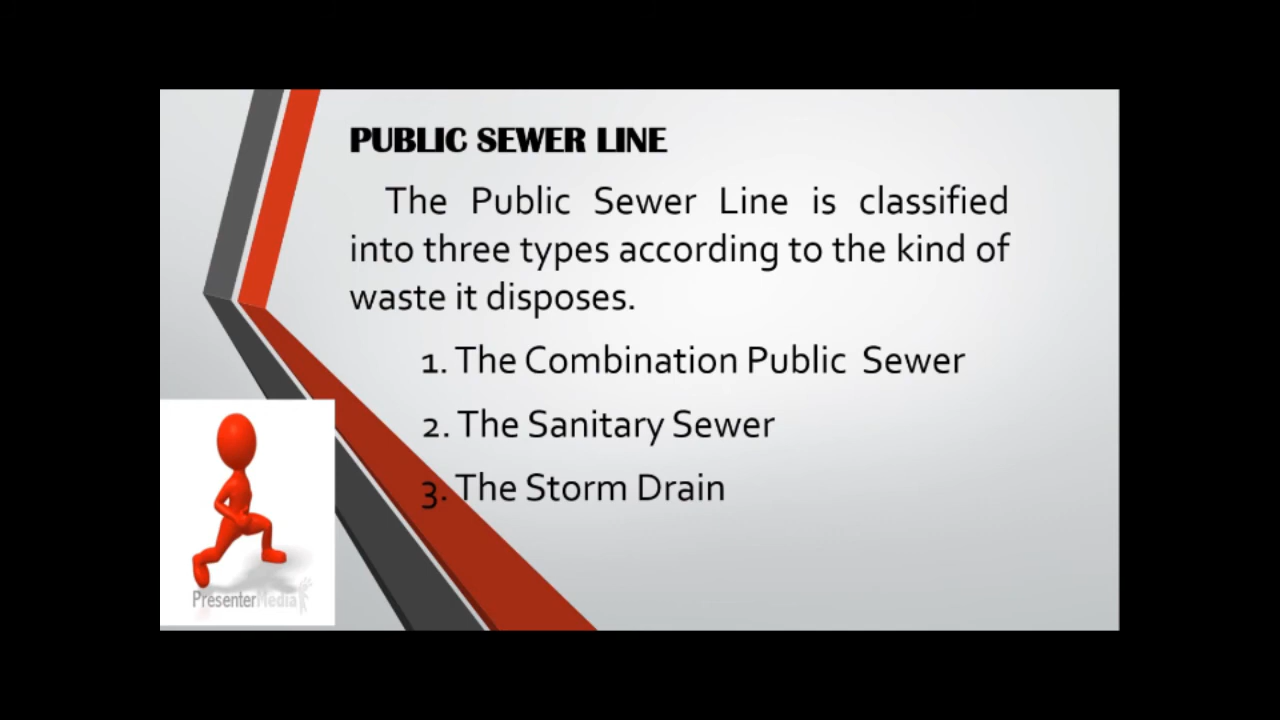 PUBLIC SEWER LINE
The Public Sewer Line is classified
into three types according to the kind of
waste it disposes.
1. The Combination Public Sewer
2. The Sanitary Sewer
3. The Storm Drain
PresenterMedia